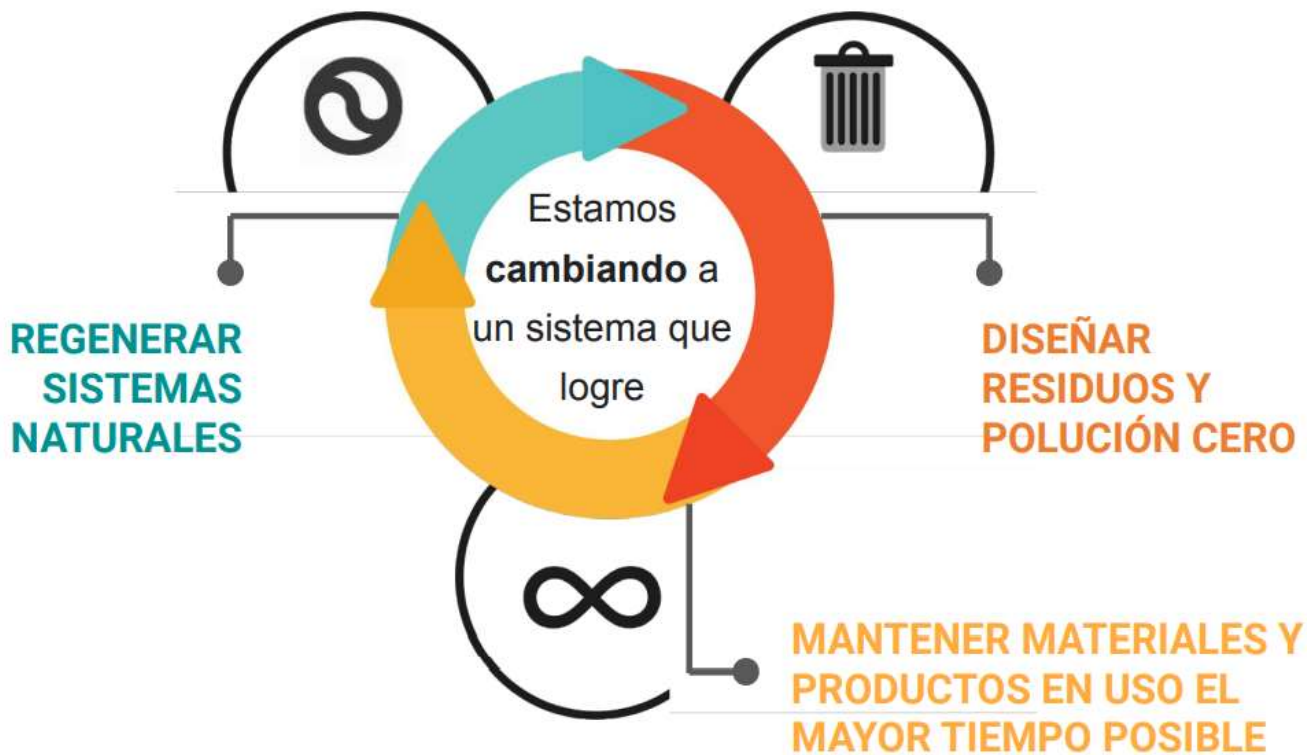 Estamos
cambiando a
un sistema que
logre
REGENERAR
SISTEMAS
NATURALES
DISEÑAR
RESIDUOS Y
POLUCIÓN CERO
MANTENER MATERIALES Y
PRODUCTOS EN USO EL
MAYOR TIEMPO POSIBLE